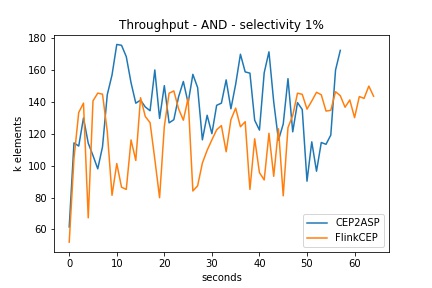 Throughput - AND - selectivity 1%
180
160
140
120
100
80
60
k elements
0 10 20 30 40 50 60
seconds
CEP2ASP
FlinkCEP